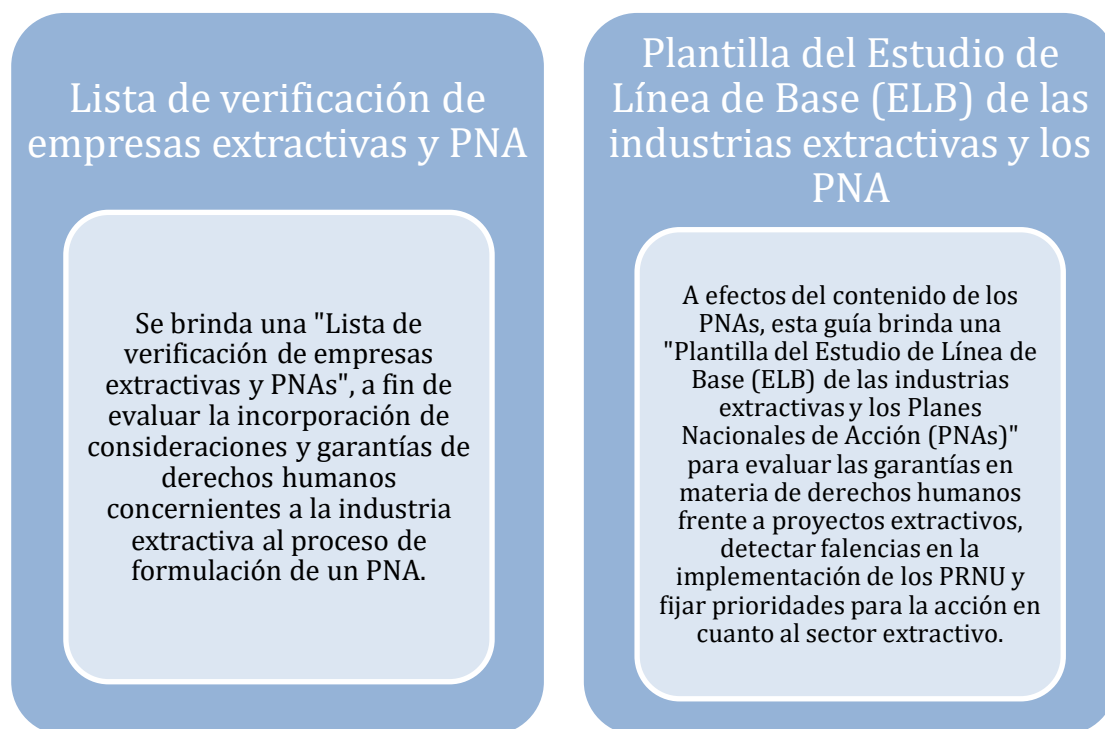 Lista de verificación de
empresas extractivas y PNA
Se brinda una "Lista de
verificación de empresas
extractivas y PNAs", a fin de
evaluar la incorporación de
consideraciones y garantías de
derechos humanos
concernientes a la industria
extractiva al proceso de
formulación de un PNA.
Plantilla del Estudio de
Línea de Base (ELB) de las
industrias extractivas y los
PNA
A efectos del contenido de los
PNAs, esta guía brinda una
"Plantilla del Estudio de Línea de
Base (ELB) de las industrias
extractivas y los Planes
Nacionales de Acción (PNAs)"
para evaluar las garantías en
materia de derechos humanos
frente a proyectos extractivos,
detectar falencias en la
implementación de los PRNU y
fijar prioridades para la acción en
cuanto al sector extractivo.